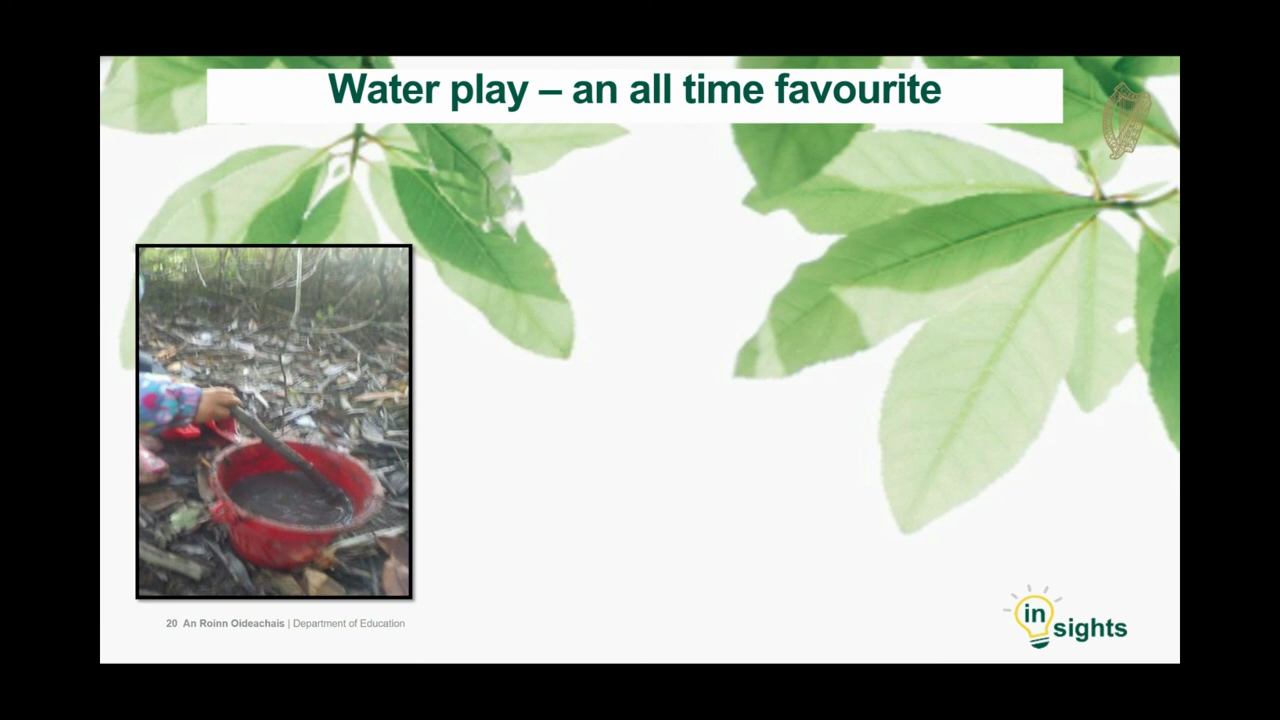 Water play – an all time favourite
20 An Roinn Oideachais | Department of Education
in
sights